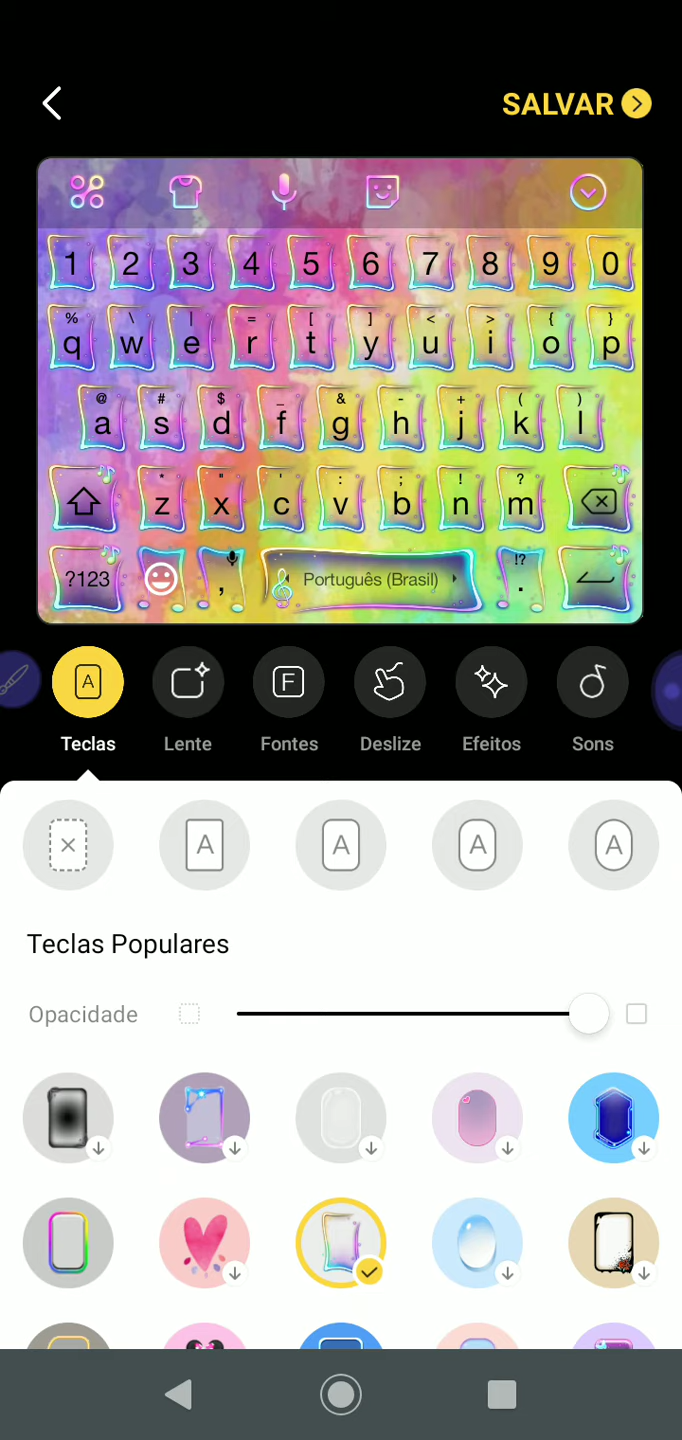 SALVAR
1 2 3 4 5 6 7 8 9 0
% \ | = [ ] < > { }
q w e r t y u i o p
@ # $ _ & - + ( )
a s d f g h j k l
* " ' : ; ! ?
z x c v b n m
!?
?123 , Português (Brasil) .
A F
Teclas Lente Fontes Deslize Efeitos Sons
A A A A
Teclas Populares
Opacidade